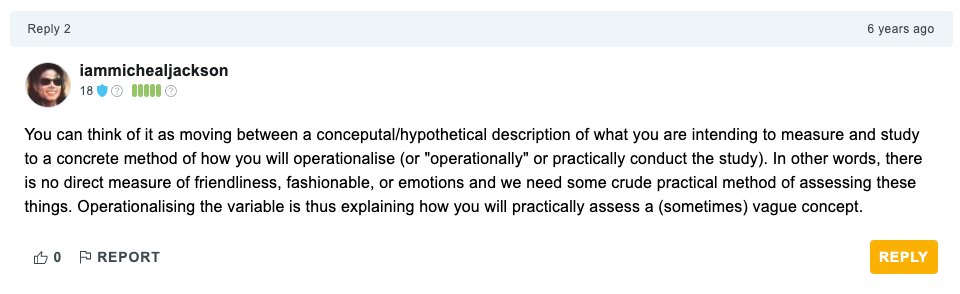 Reply 2
6 years ago
iammichealjackson
18
You can think of it as moving between a conceputal/hypothetical description of what you are intending to measure and study
to a concrete method of how you will operationalise (or "operationally" or practically conduct the study). In other words, there
is no direct measure of friendliness, fashionable, or emotions and we need some crude practical method of assessing these
things. Operationalising the variable is thus explaining how you will practically assess a (sometimes) vague concept.
0
REPORT
REPLY